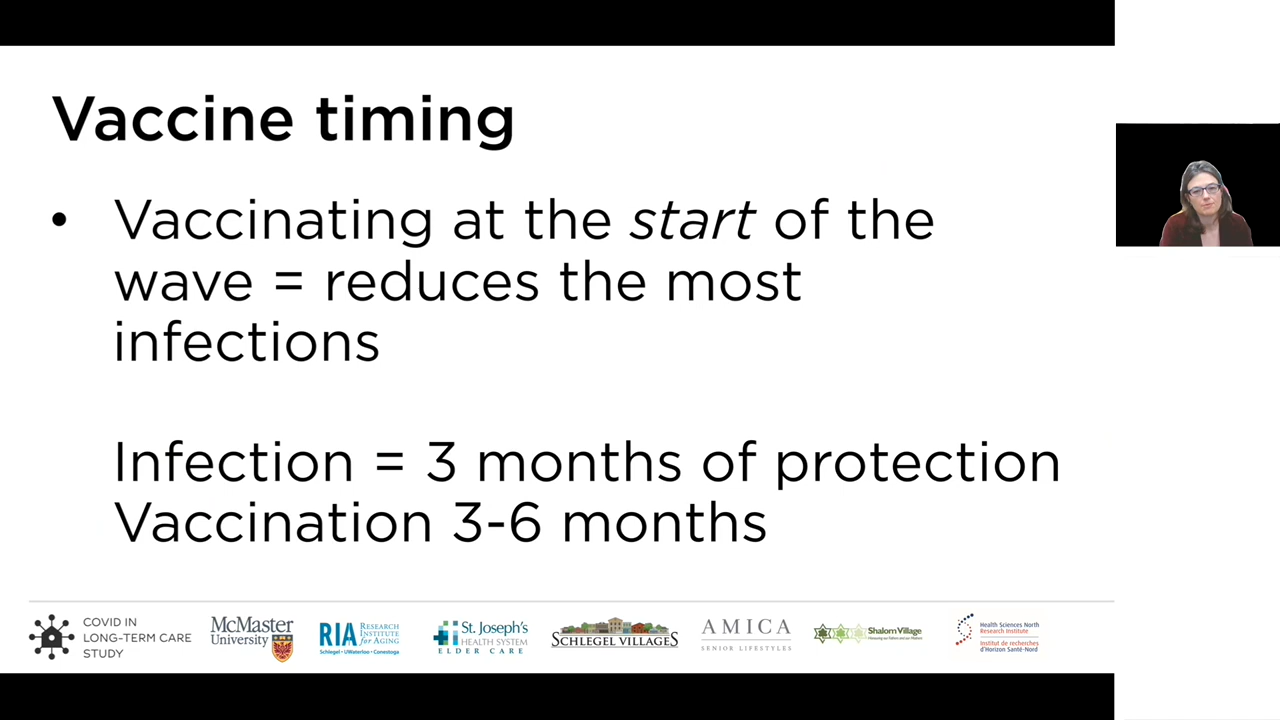 Vaccine timing
• Vaccinating at the start of the
wave = reduces the most
infections
Infection = 3 months of protection
Vaccination 3-6 months
COVID IN
LONG-TERM CARE
STUDY
McMaster
University
RIA
RESEARCH
INSTITUTE
for AGING
Schlegel · UWaterloo · Conestoga
St. Joseph's
HEALTH SYSTEM
ELDER CARE
SCHLEGEL VILLAGES
AMICA
SENIOR LIFESTYLES
Shalom Village
Health Sciences North
Research Institute
Institut de recherches
d'Horizon Santé-Nord